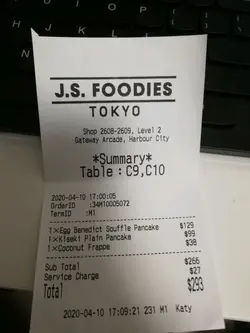 J.S. FOODIES
TOKYO
Shop 2608-2609, Level 2
Gateway Arcade, Harbour City
*Summary*
Table : C9,C10
2020-04-10 17:00:05
OrderID :34M10005072
TermID :M1
1×Egg Benedict Souffle Pancake $129
1×Kiseki Plain Pancake $99
1×Coconut Frappe $38
Sub Total $266
Service Charge $27
Total $293
2020-04-10 17:09:21 231 M1 Katy